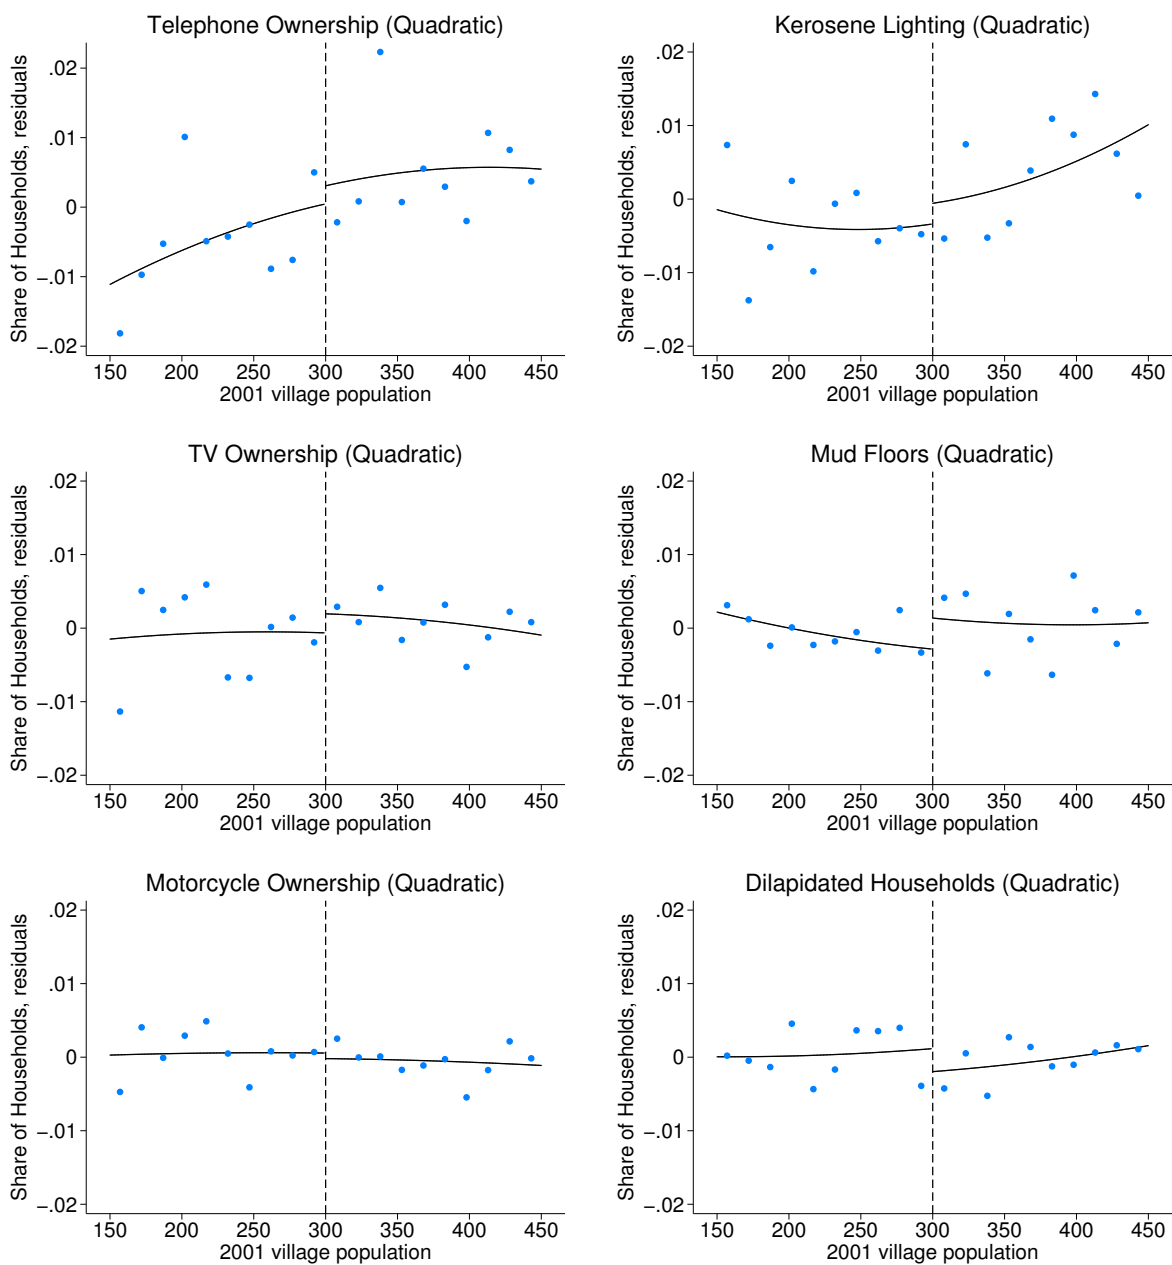 Telephone Ownership (Quadratic)
Share of Households, residuals
.02
.01
0
−.01
−.02
150 200 250 300 350 400 450
2001 village population
Kerosene Lighting (Quadratic)
Share of Households, residuals
.02
.01
0
−.01
−.02
150 200 250 300 350 400 450
2001 village population
TV Ownership (Quadratic)
Share of Households, residuals
.02
.01
0
−.01
−.02
150 200 250 300 350 400 450
2001 village population
Mud Floors (Quadratic)
Share of Households, residuals
.02
.01
0
−.01
−.02
150 200 250 300 350 400 450
2001 village population
Motorcycle Ownership (Quadratic)
Share of Households, residuals
.02
.01
0
−.01
−.02
150 200 250 300 350 400 450
2001 village population
Dilapidated Households (Quadratic)
Share of Households, residuals
.02
.01
0
−.01
−.02
150 200 250 300 350 400 450
2001 village population